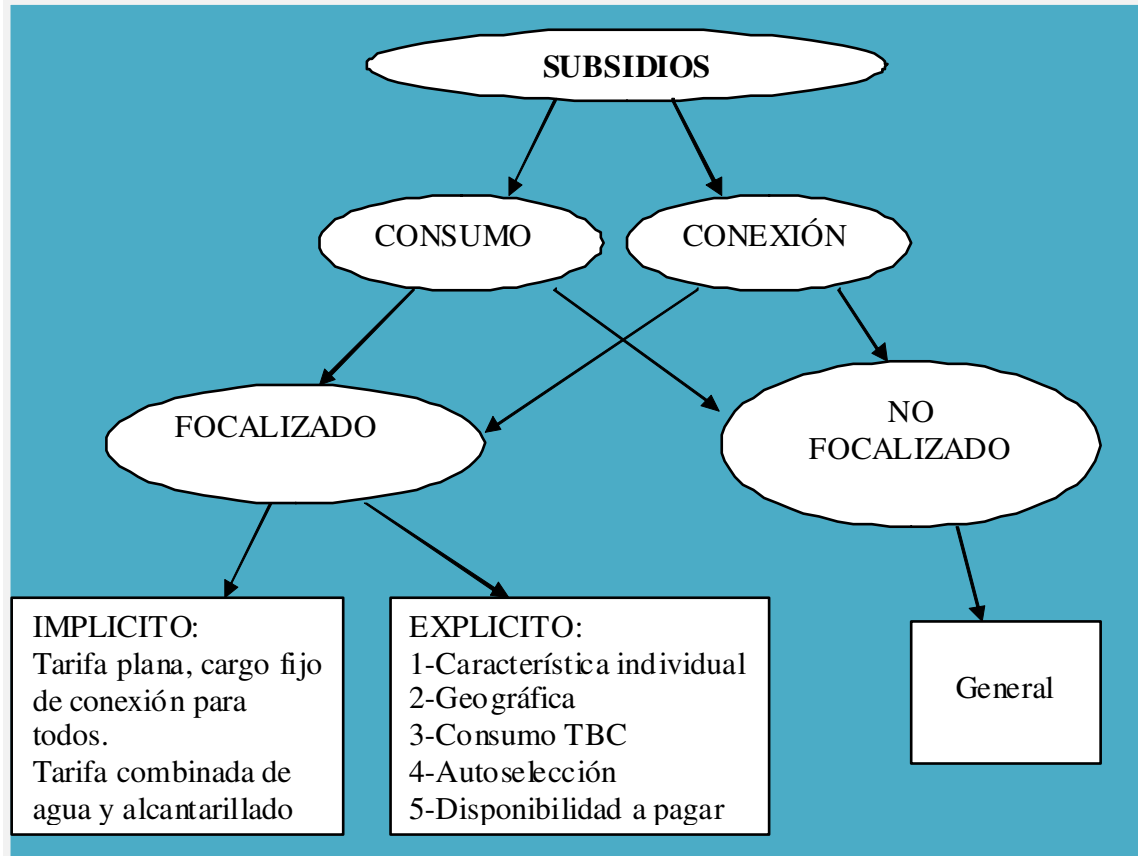 SUBSIDIOS
CONSUMO
CONEXIÓN
FOCALIZADO
NO
FOCALIZADO
IMPLICITO:
Tarifa plana, cargo fijo
de conexión para
todos.
Tarifa combinada de
agua y alcantarillado
EXPLICITO:
1-Característica individual
2-Geográfica
3-Consumo TBC
4-Autoselección
5-Disponibilidad a pagar
General